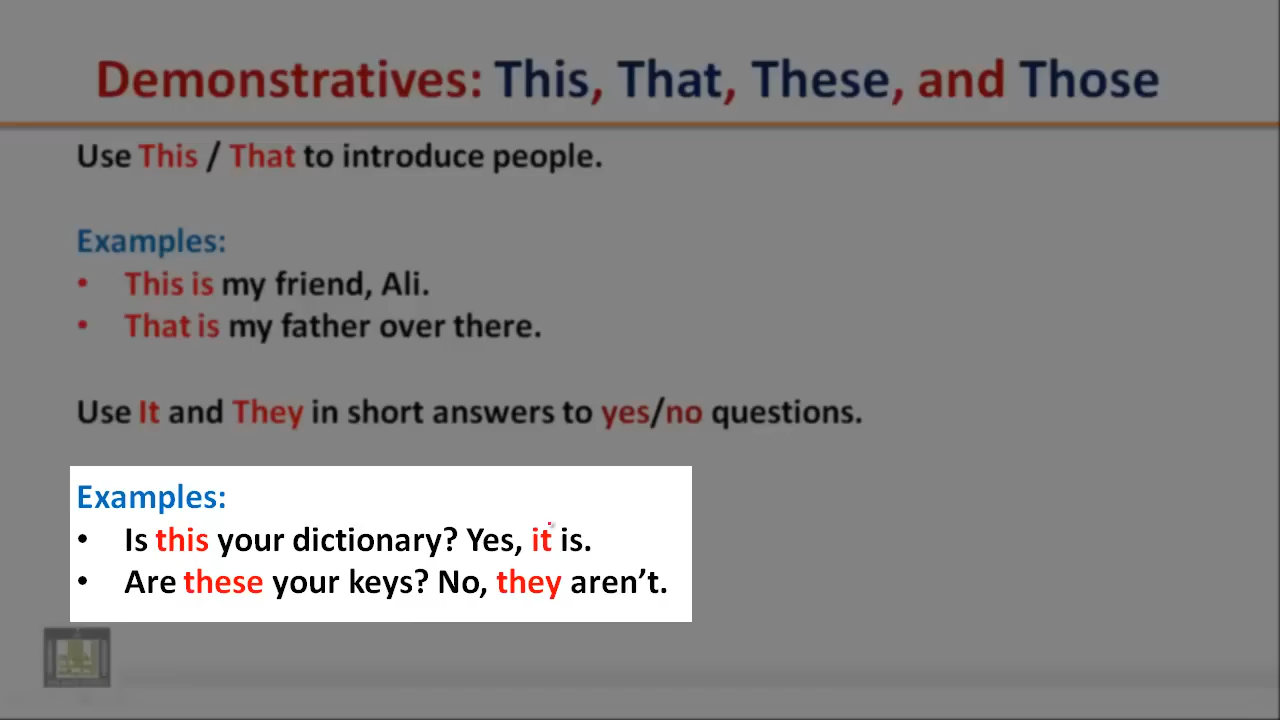 Demonstratives: This, That, These, and Those
Use This / That to introduce people.
Examples:
• This is my friend, Ali.
• That is my father over there.
Use It and They in short answers to yes/no questions.
Examples:
• Is this your dictionary? Yes, it is.
• Are these your keys? No, they aren’t.